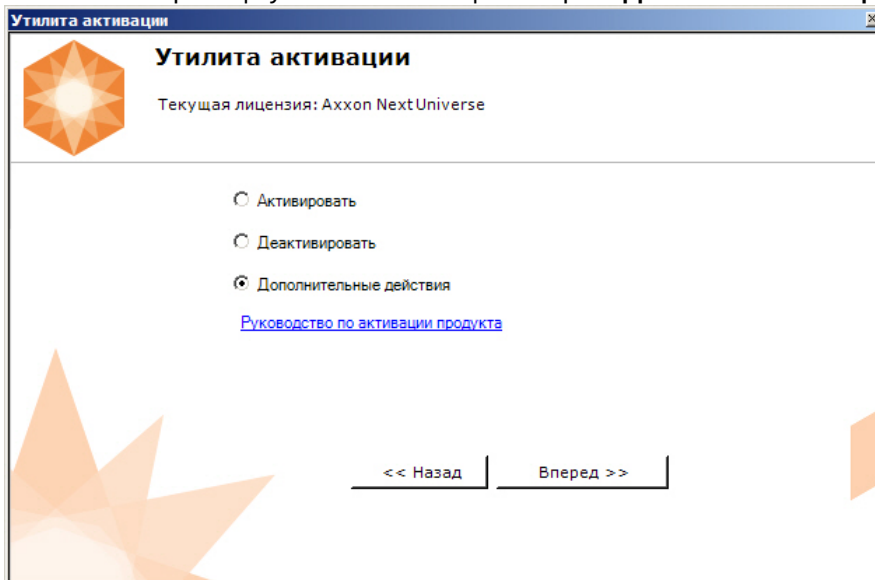 Утилита активации
Утилита активации
Текущая лицензия: Axxon Next Universe
Активировать
Деактивировать
Дополнительные действия
Руководство по активации продукта
<< Назад
Вперед >>